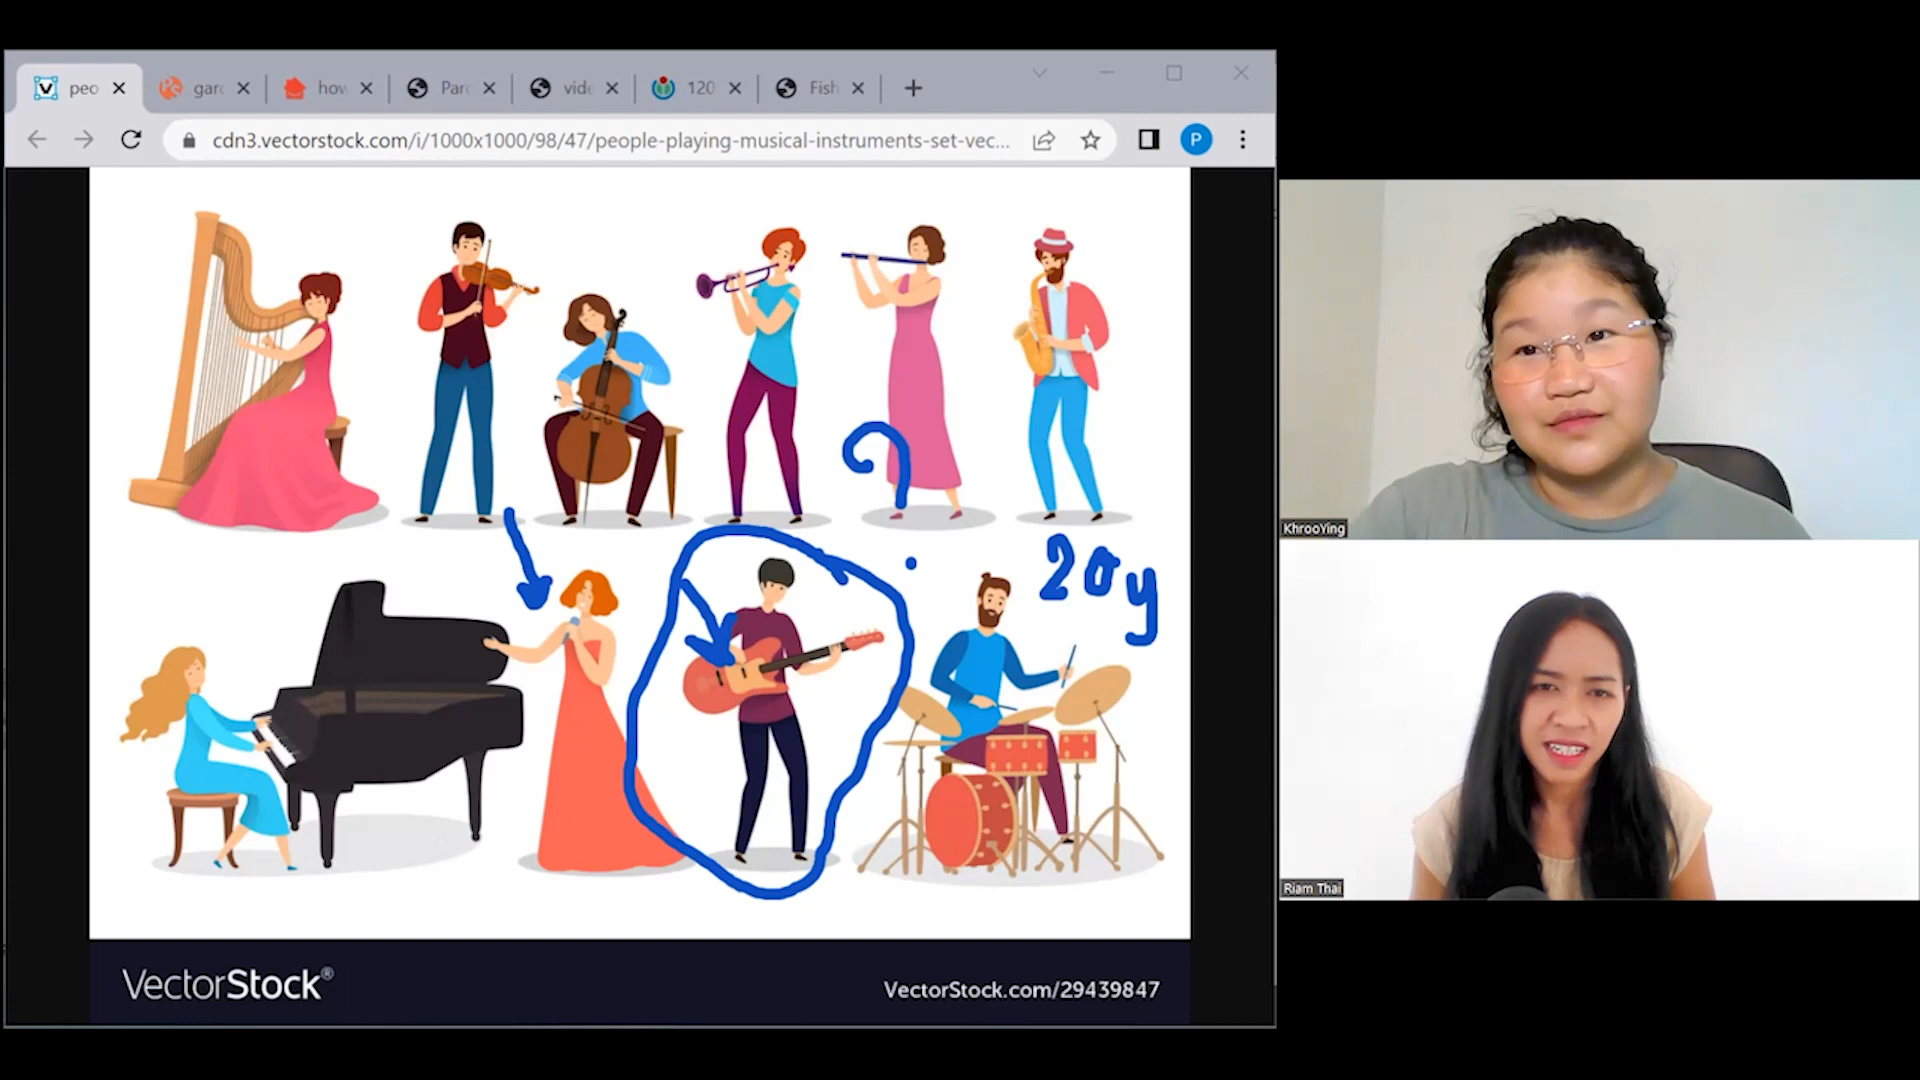 peo
gar
how
Par
vide
120
Fish
cdn3.vectorstock.com/i/1000x1000/98/47/people-playing-musical-instruments-set-vec...
P
KhrooYing
?
20y
Riam Thai
VectorStock®
VectorStock.com/29439847